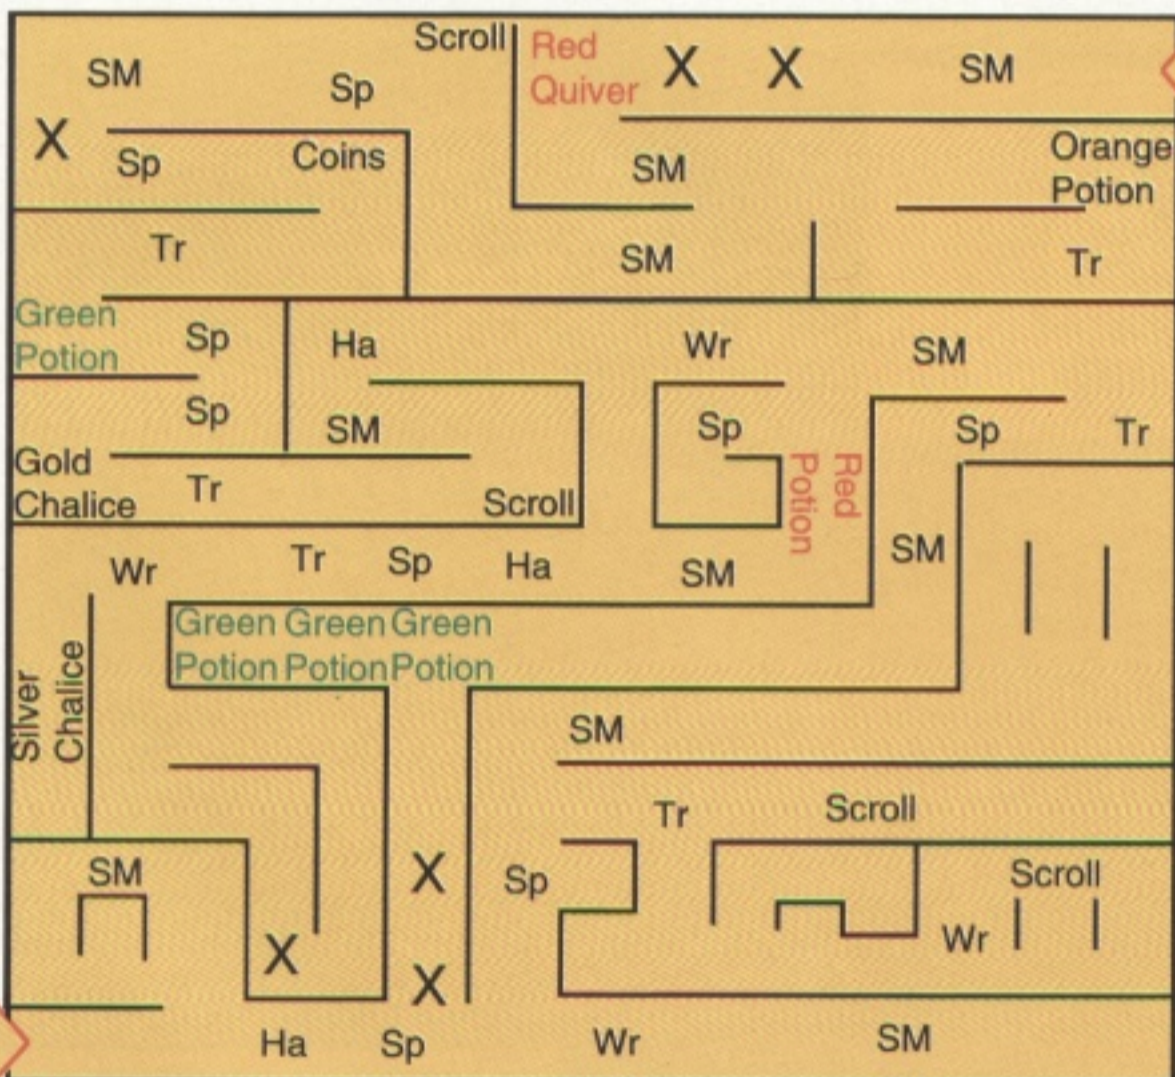 Scroll
Red
Quiver
X
X
SM
SM
Sp
X
Sp
Coins
SM
Orange
Potion
Tr
SM
Tr
Green
Potion
Sp
Ha
Wr
SM
Sp
SM
Sp
Sp
Tr
Gold
Chalice
Tr
Scroll
Red
Potion
Wr
Tr
Sp
Ha
SM
SM
Green Green Green
Potion Potion Potion
Silver
Chalice
SM
Tr
Scroll
SM
X
Sp
Scroll
X
X
Wr
Ha
Sp
Wr
SM